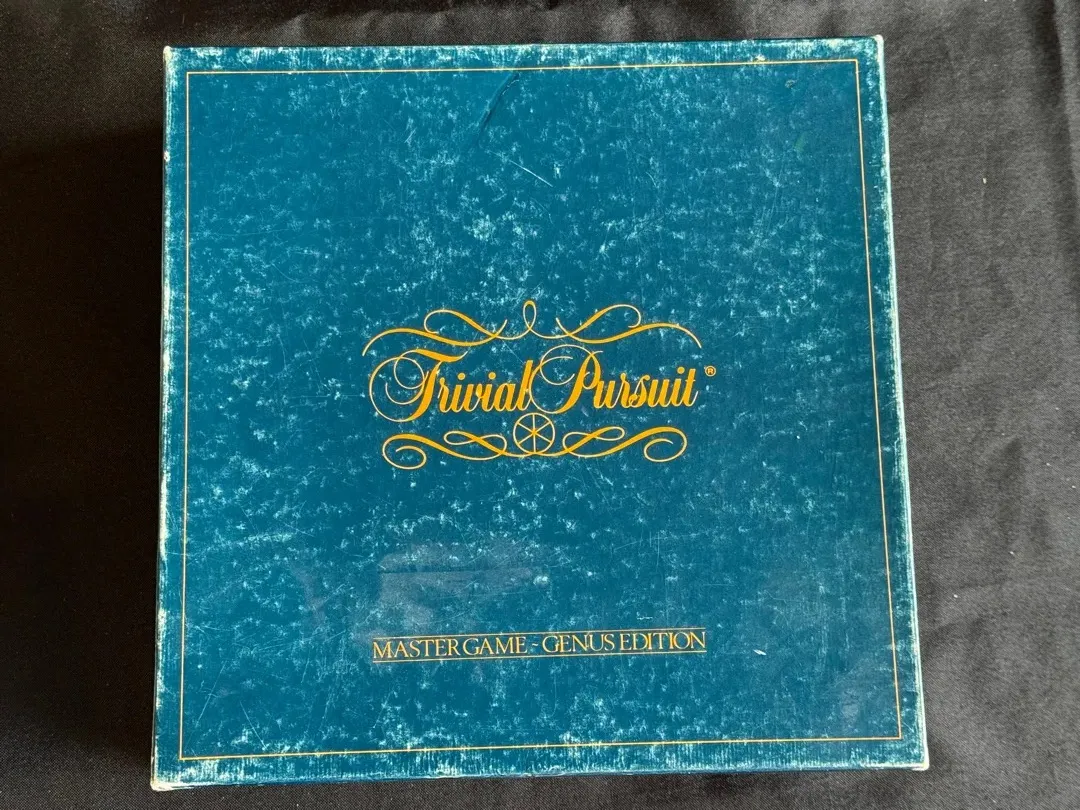 Trivial Pursuit®
MASTER GAME ~ GENUS EDITION